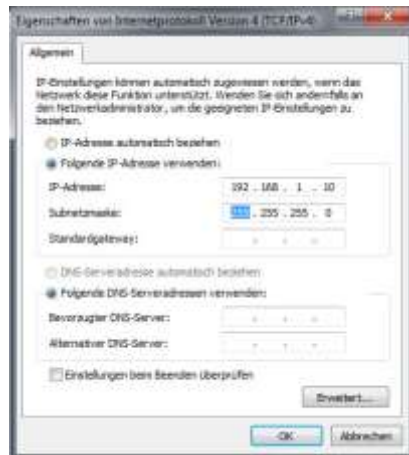 Eigenschaften von Internetprotokoll Version 4 (TCP/IPv4)
Allgemein
IP-Einstellungen können automatisch zugewiesen werden, wenn das
Netzwerk diese Funktion unterstützt. Wenden Sie sich andernfalls an
den Netzwerkadministrator, um die geeigneten IP-Einstellungen zu
beziehen.
IP-Adresse automatisch beziehen
Folgende IP-Adresse verwenden:
IP-Adresse: 192 . 168 . 1 . 10
Subnetzmaske: 255 . 255 . 255 . 0
Standardgateway: . . .
DNS-Serveradresse automatisch beziehen
Folgende DNS-Serveradressen verwenden:
Bevorzugter DNS-Server: . . .
Alternativer DNS-Server: . . .
Einstellungen beim Beenden überprüfen
Erweitert...
OK Abbrechen